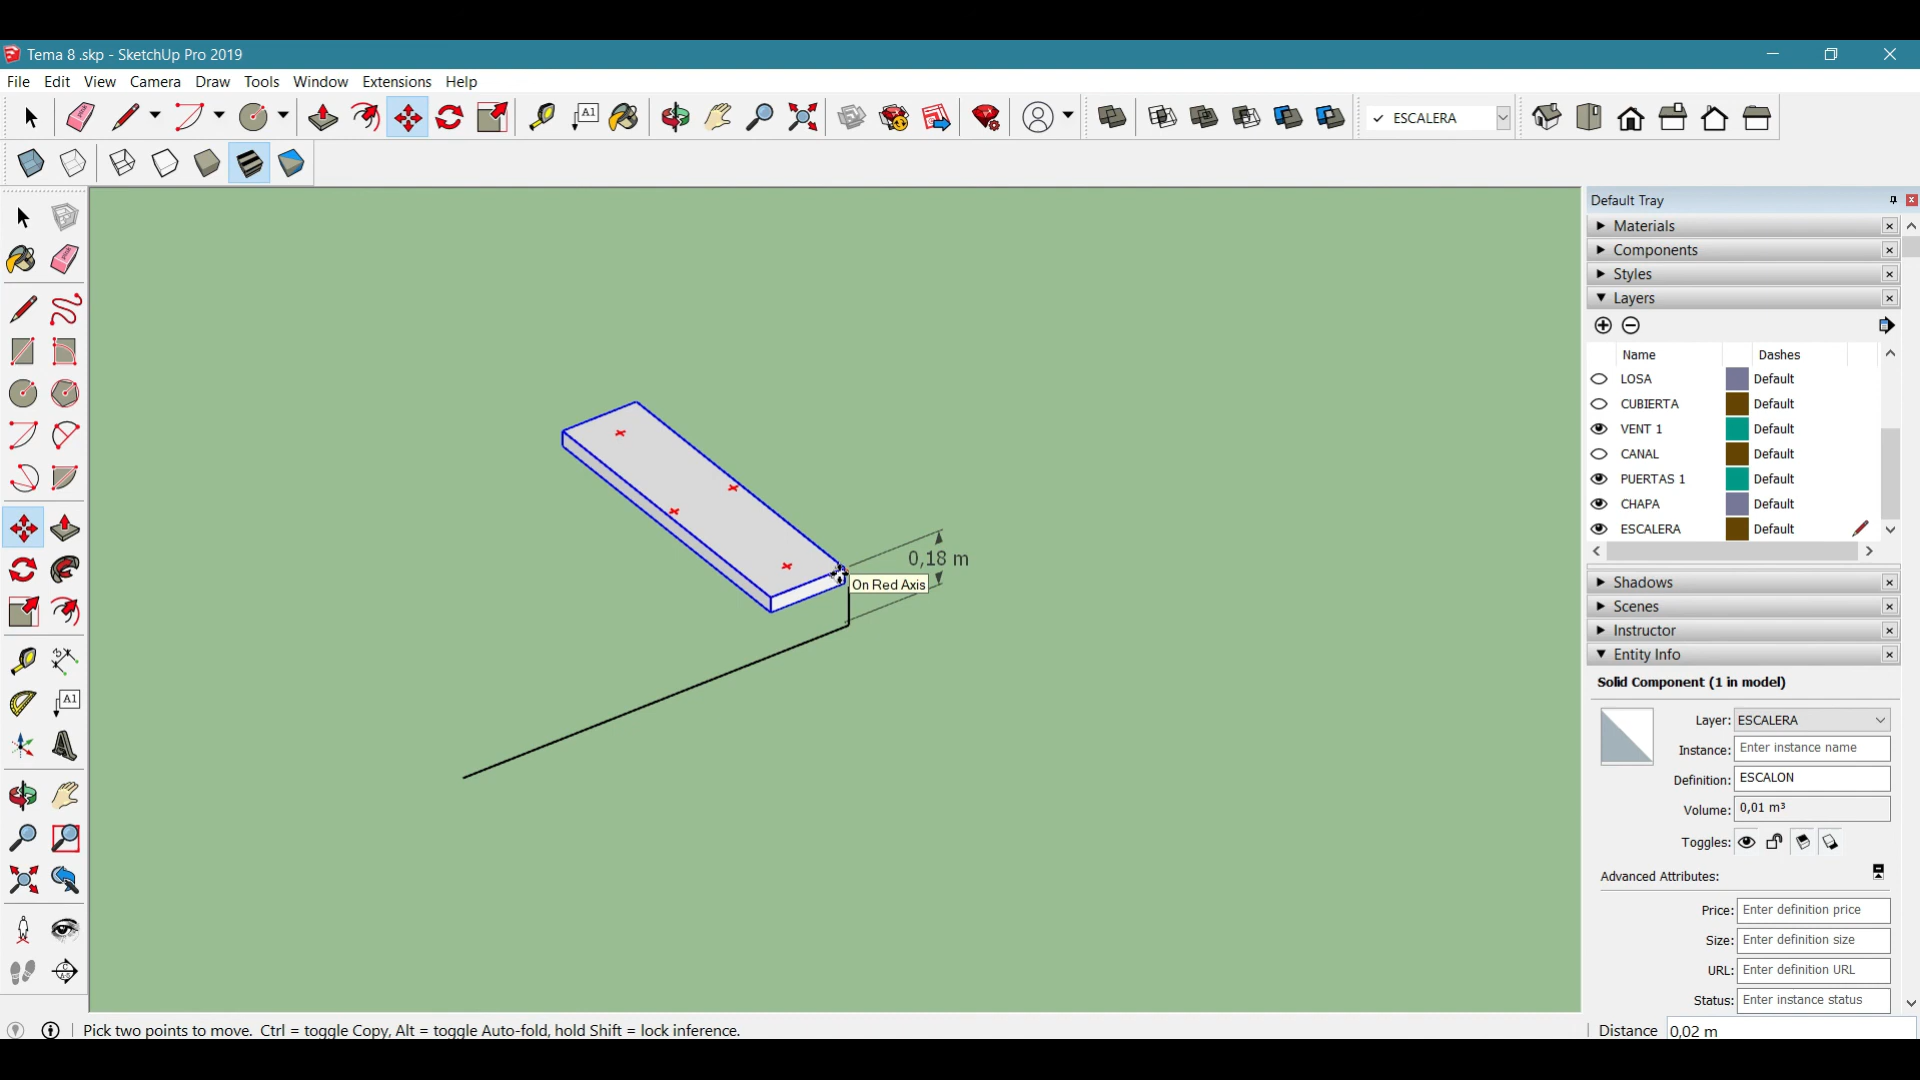 Tema 8 .skp - SketchUp Pro 2019
File Edit View Camera Draw Tools Window Extensions Help
A1
✓ ESCALERA
Default Tray
Materials
Components
Styles
Layers
Name Dashes
LOSA Default
CUBIERTA Default
VENT 1 Default
CANAL Default
PUERTAS 1 Default
CHAPA Default
ESCALERA Default
0,18 m
On Red Axis
Shadows
Scenes
Instructor
Entity Info
Solid Component (1 in model)
Layer: ESCALERA
Instance: Enter instance name
Definition: ESCALON
Volume: 0,01 m³
Toggles:
Advanced Attributes:
Price: Enter definition price
Size: Enter definition size
URL: Enter definition URL
Status: Enter instance status
A1
Pick two points to move. Ctrl = toggle Copy, Alt = toggle Auto-fold, hold Shift = lock inference.
Distance 0,02 m